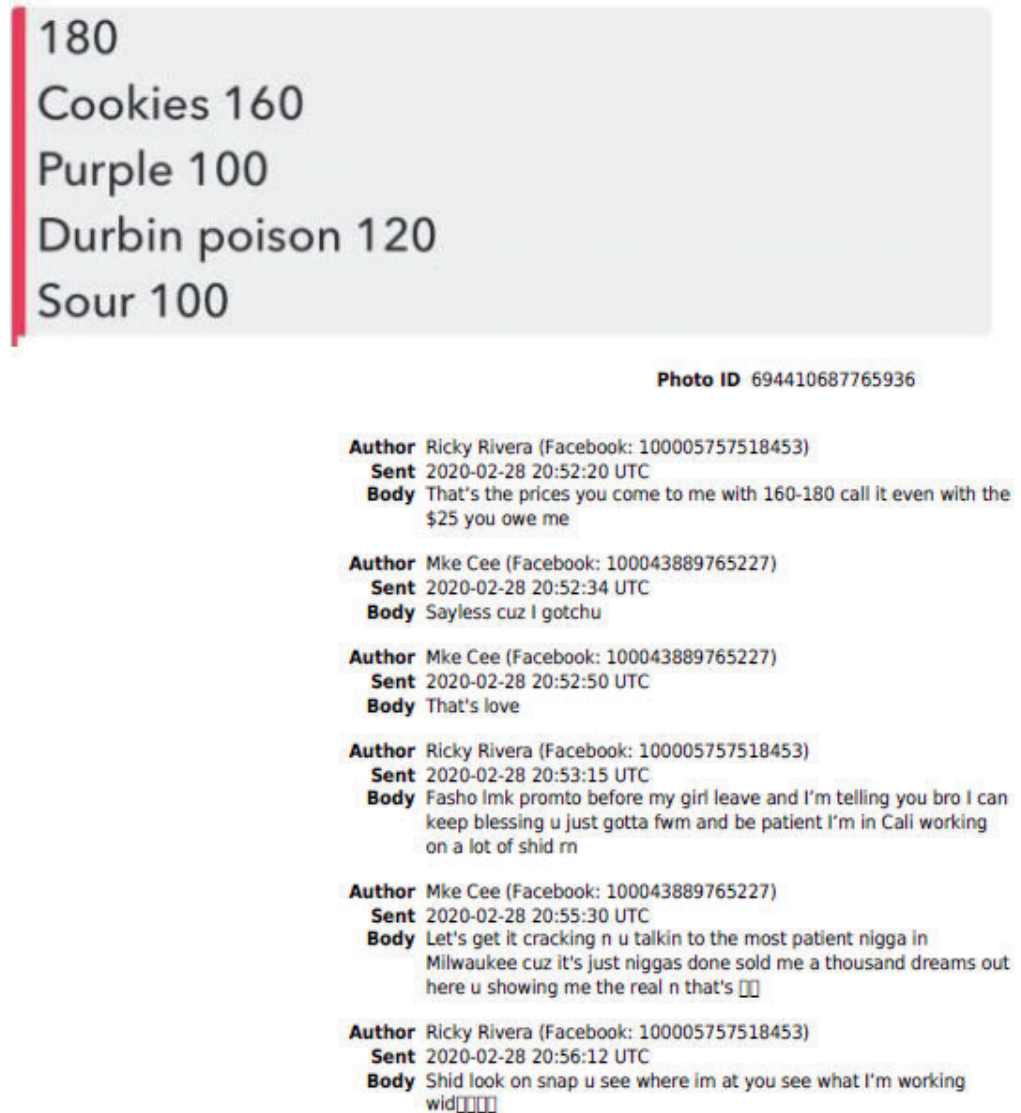 180
Cookies 160
Purple 100
Durbin poison 120
Sour 100
Photo ID 694410687765936
Author Ricky Rivera (Facebook: 100005757518453)
Sent 2020-02-28 20:52:20 UTC
Body That's the prices you come to me with 160-180 call it even with the
$25 you owe me
Author Mke Cee (Facebook: 100043889765227)
Sent 2020-02-28 20:52:34 UTC
Body Sayless cuz I gotchu
Author Mke Cee (Facebook: 100043889765227)
Sent 2020-02-28 20:52:50 UTC
Body That's love
Author Ricky Rivera (Facebook: 100005757518453)
Sent 2020-02-28 20:53:15 UTC
Body Fasho lmk promto before my girl leave and I'm telling you bro I can
keep blessing u just gotta fwm and be patient I'm in Cali working
on a lot of shid rn
Author Mke Cee (Facebook: 100043889765227)
Sent 2020-02-28 20:55:30 UTC
Body Let's get it cracking n u talkin to the most patient nigga in
Milwaukee cuz it's just niggas done sold me a thousand dreams out
here u showing me the real n that's
Author Ricky Rivera (Facebook: 100005757518453)
Sent 2020-02-28 20:56:12 UTC
Body Shid look on snap u see where im at you see what I'm working
wid